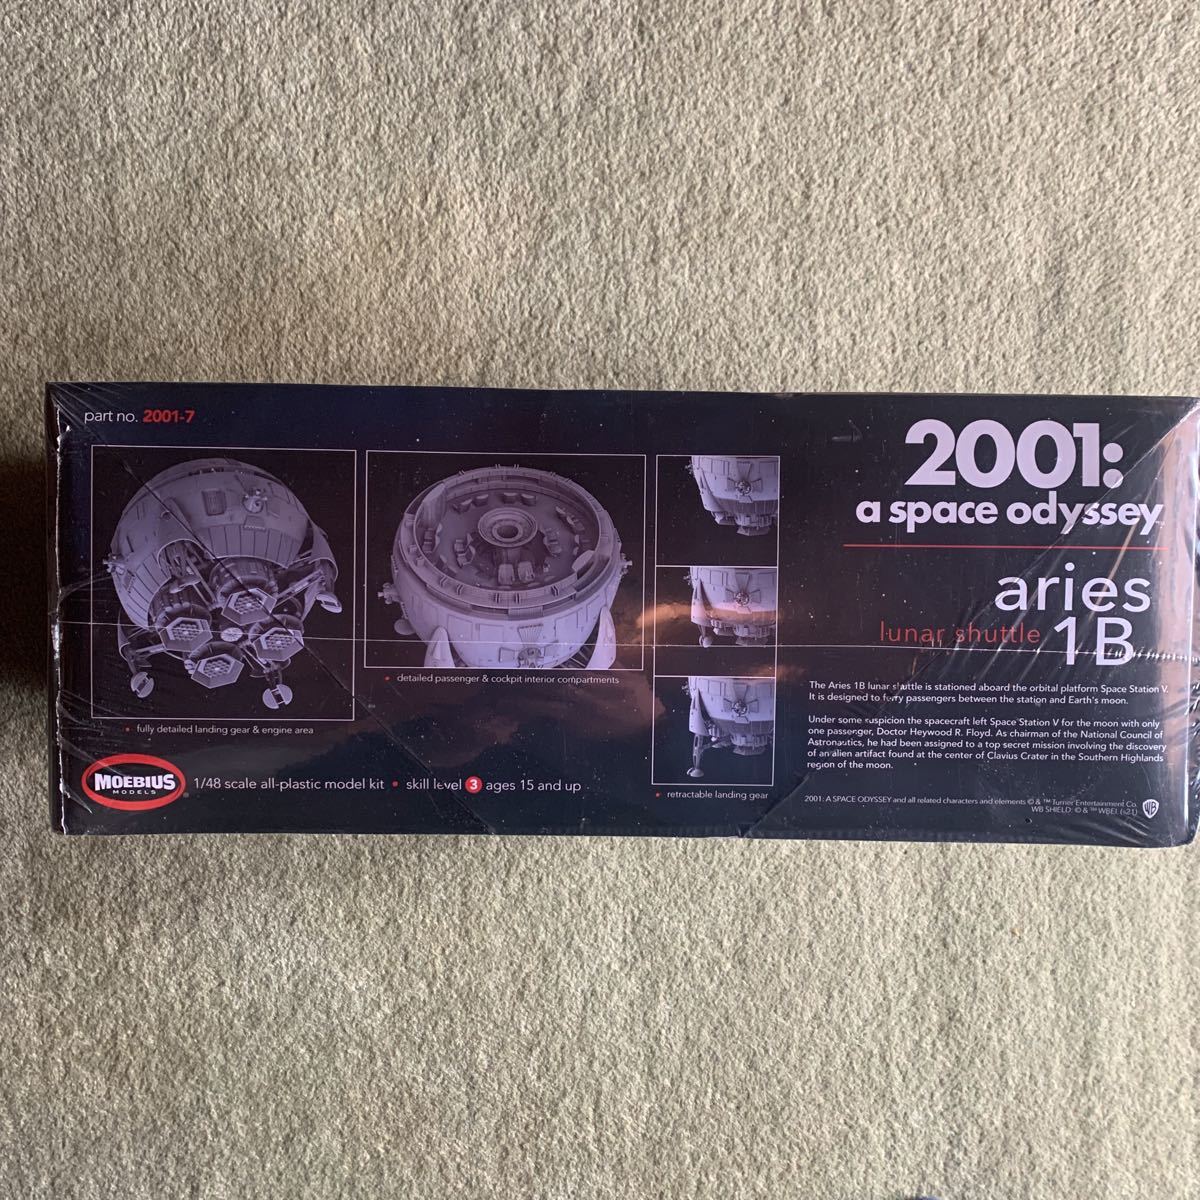 part no. 2001-7
2001:
a space odyssey™
aries
lunar shuttle 1B
• fully detailed landing gear & engine area
• detailed passenger & cockpit interior compartments
• retractable landing gear
The Aries 1B lunar shuttle is stationed aboard the orbital platform Space Station V.
It is designed to ferry passengers between the station and Earth's moon.
Under some suspicion the spacecraft left Space Station V for the moon with only
one passenger, Doctor Heywood R. Floyd. As chairman of the National Council of
Astronautics, he had been assigned to a top secret mission involving the discovery
of an alien artifact found at the center of Clavius Crater in the Southern Highlands
region of the moon.
MOEBIUS
MODELS
1/48 scale all-plastic model kit • skill level 3 ages 15 and up
2001: A SPACE ODYSSEY and all related characters and elements © & ™ Turner Entertainment Co.
WB SHIELD: © & ™ WBEI. (s21)
WB